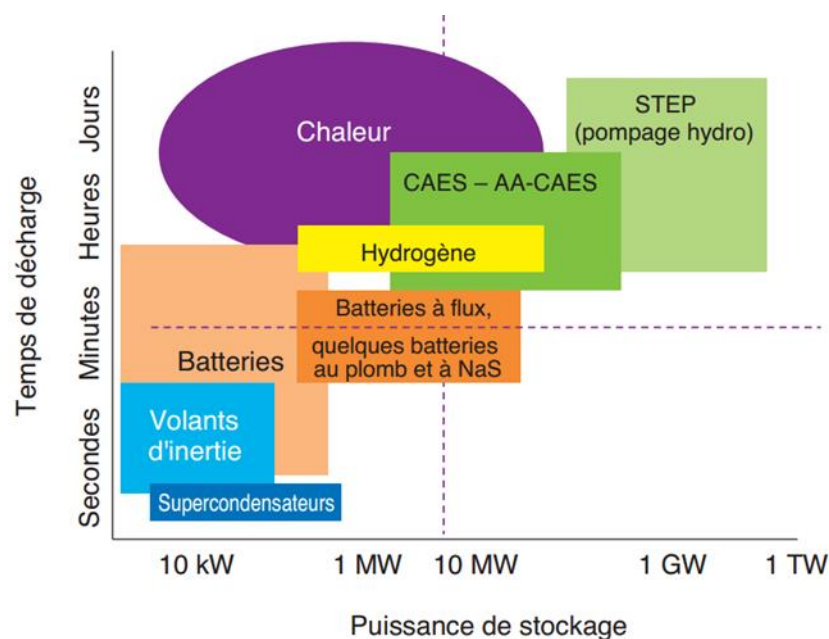 Temps de décharge
Jours
Heures
Minutes
Secondes
Chaleur
STEP
(pompage hydro)
CAES – AA-CAES
Hydrogène
Batteries à flux,
quelques batteries
au plomb et à NaS
Batteries
Volants
d'inertie
Supercondensateurs
10 kW
1 MW
10 MW
1 GW
1 TW
Puissance de stockage